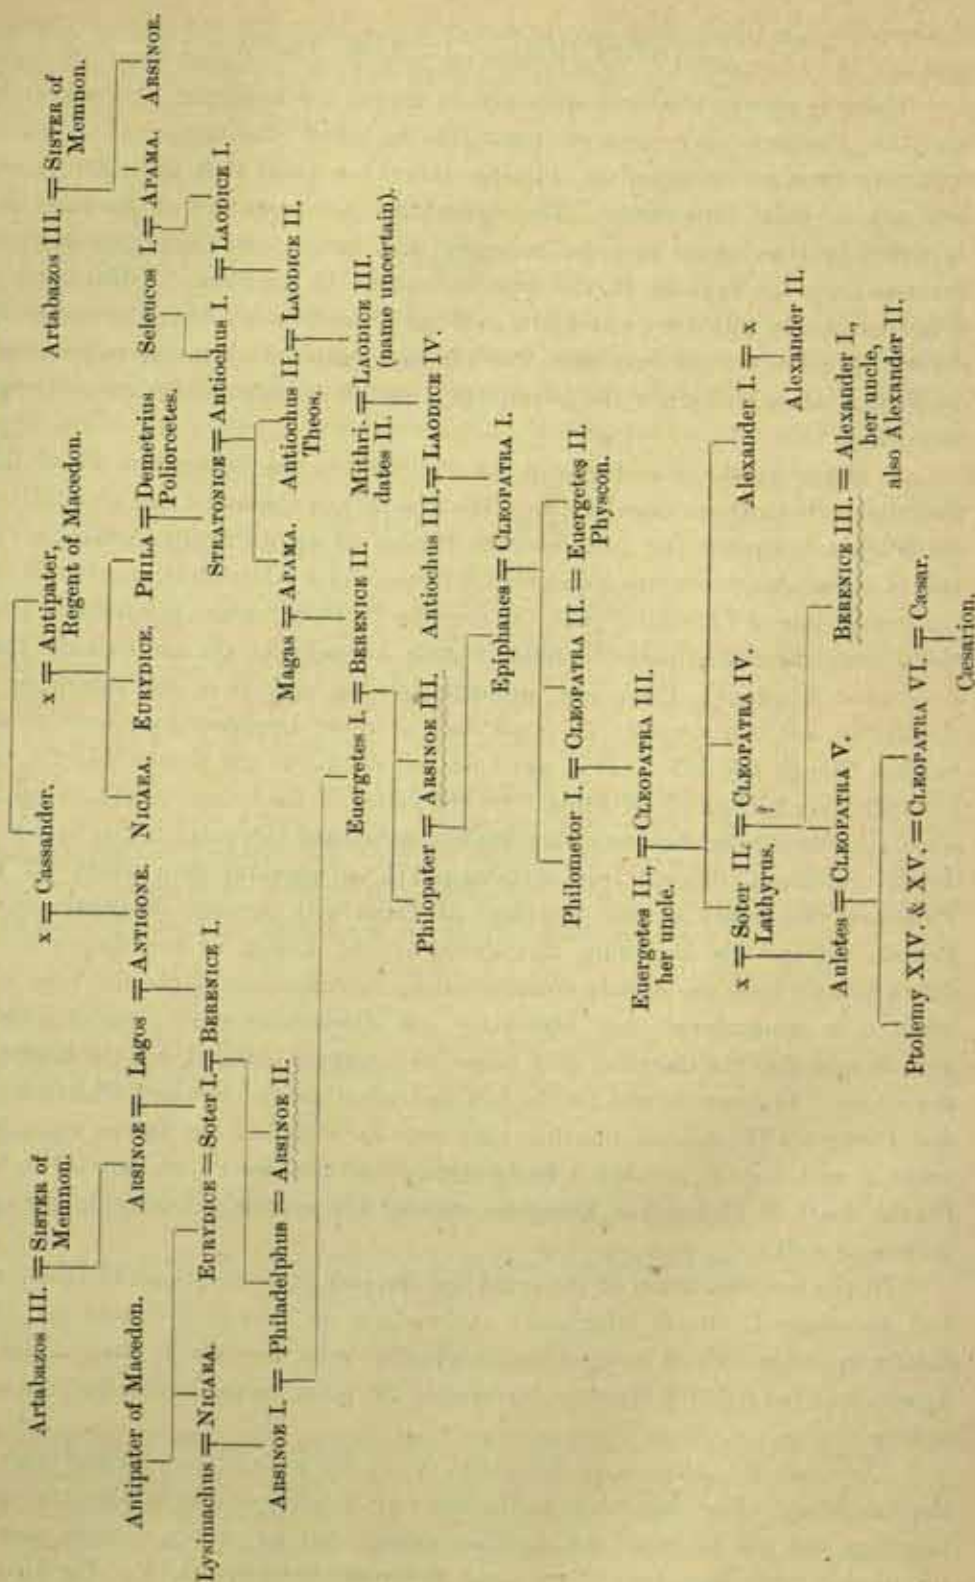 Artabazos III. = SISTER of x = Cassander. x = Antipater, Artabazos III. = SISTER of
Memnon. Regent of Macedon. Memnon.
Antipater of Macedon. ARSINOE = Lagos = ANTIGONE. NICÆA. EURYDICE. PHILA = Demetrius Seleucos I. = APAMA. ARSINOE.
Poliorcetes.
Lysimachus = NICÆA. EURYDICE = Soter I. = BERENICE I. STRATONICE = Antiochus I. = LAODICE I.
ARSINOE I. = Philadelphus = ARSINOE II. Magas = APAMA. Antiochus II. = LAODICE II.
Theos.
Euergetes I. = BERENICE II. Mithri- = LAODICE III.
dates II. (name uncertain).
Philopater = ARSINOE III. Antiochus III. = LAODICE IV.
Epiphanes = CLEOPATRA I.
Philometor I. = CLEOPATRA II. = Euergetes II.
Physcon.
Euergetes II., = CLEOPATRA III.
her uncle.
x = Soter II. = CLEOPATRA IV. Alexander I. = x
Lathyrus. ?
Alexander II.
Auletes = CLEOPATRA V. BERENICE III. = Alexander I.,
her uncle,
also Alexander II.
Ptolemy XIV. & XV. = CLEOPATRA VI. = Cæsar.
Cæsarion.